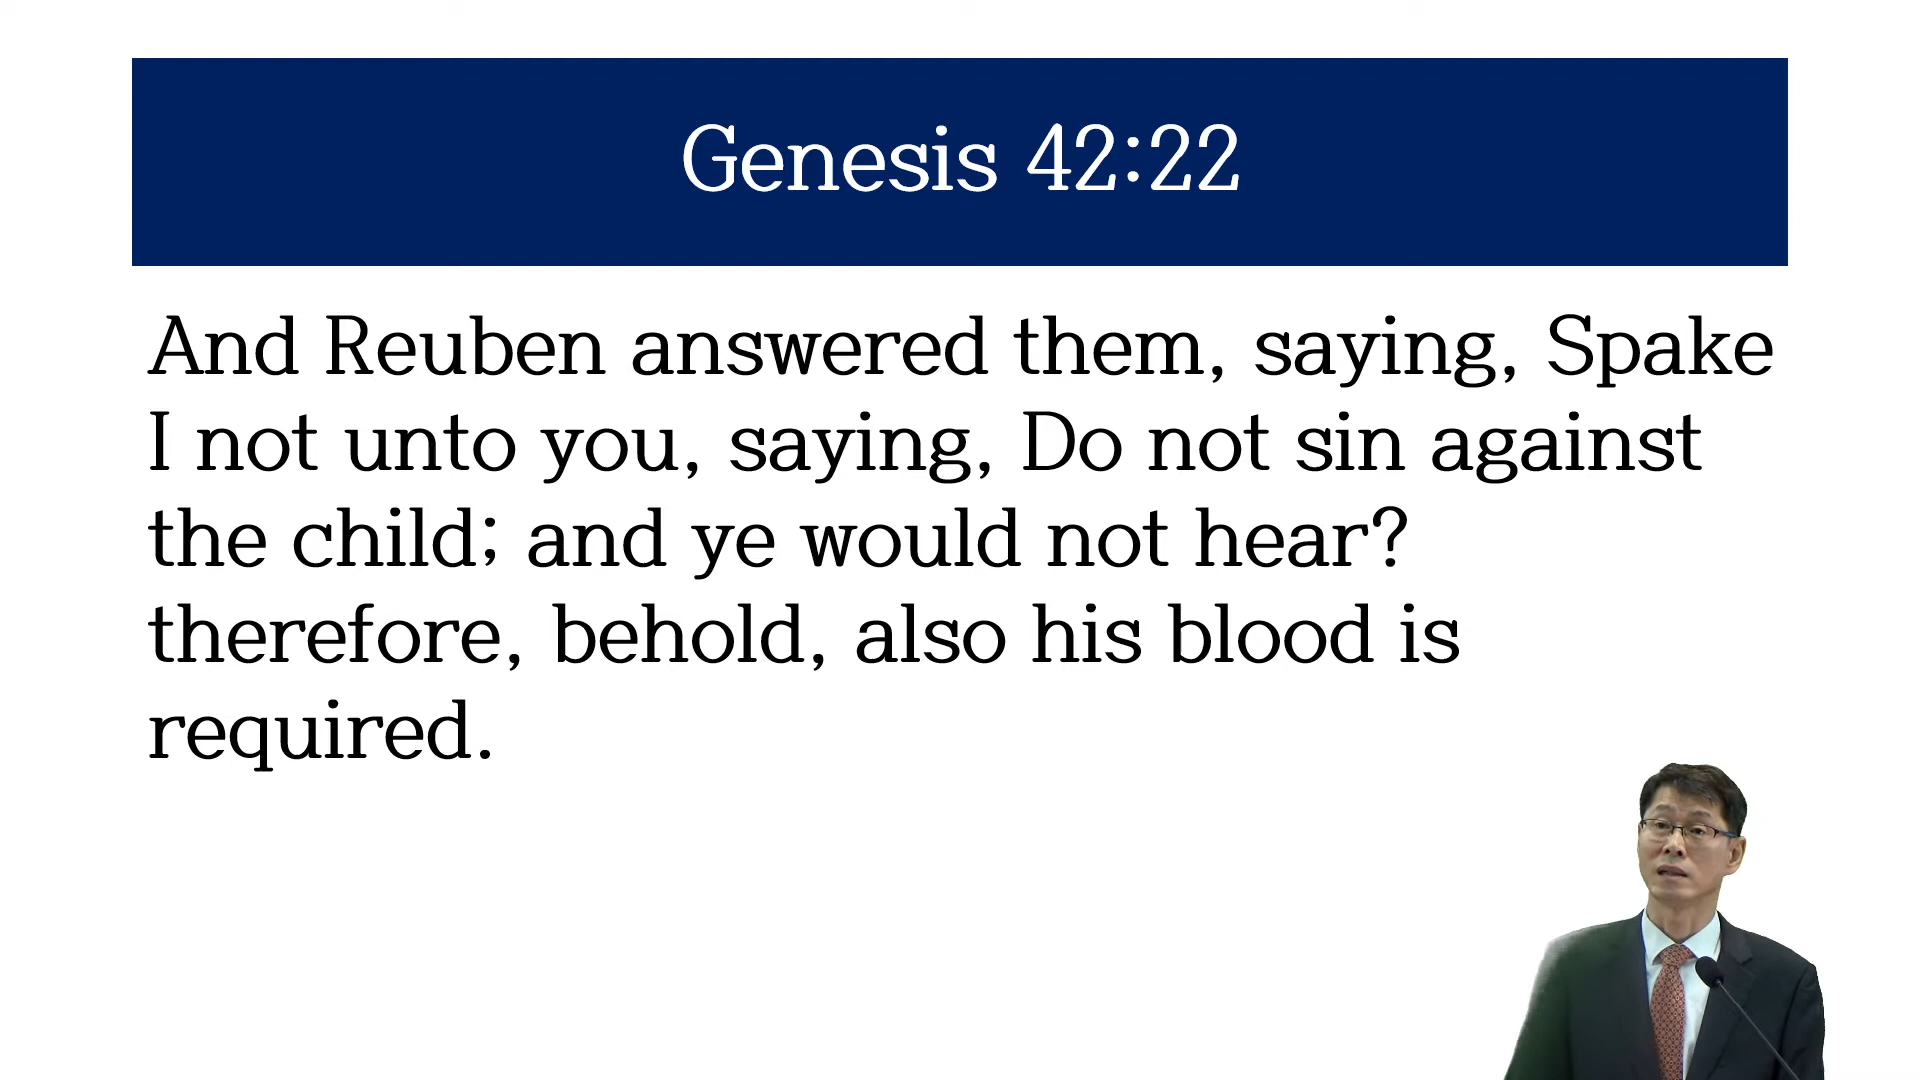 Genesis 42:22
And Reuben answered them, saying, Spake
I not unto you, saying, Do not sin against
the child; and ye would not hear?
therefore, behold, also his blood is
required.